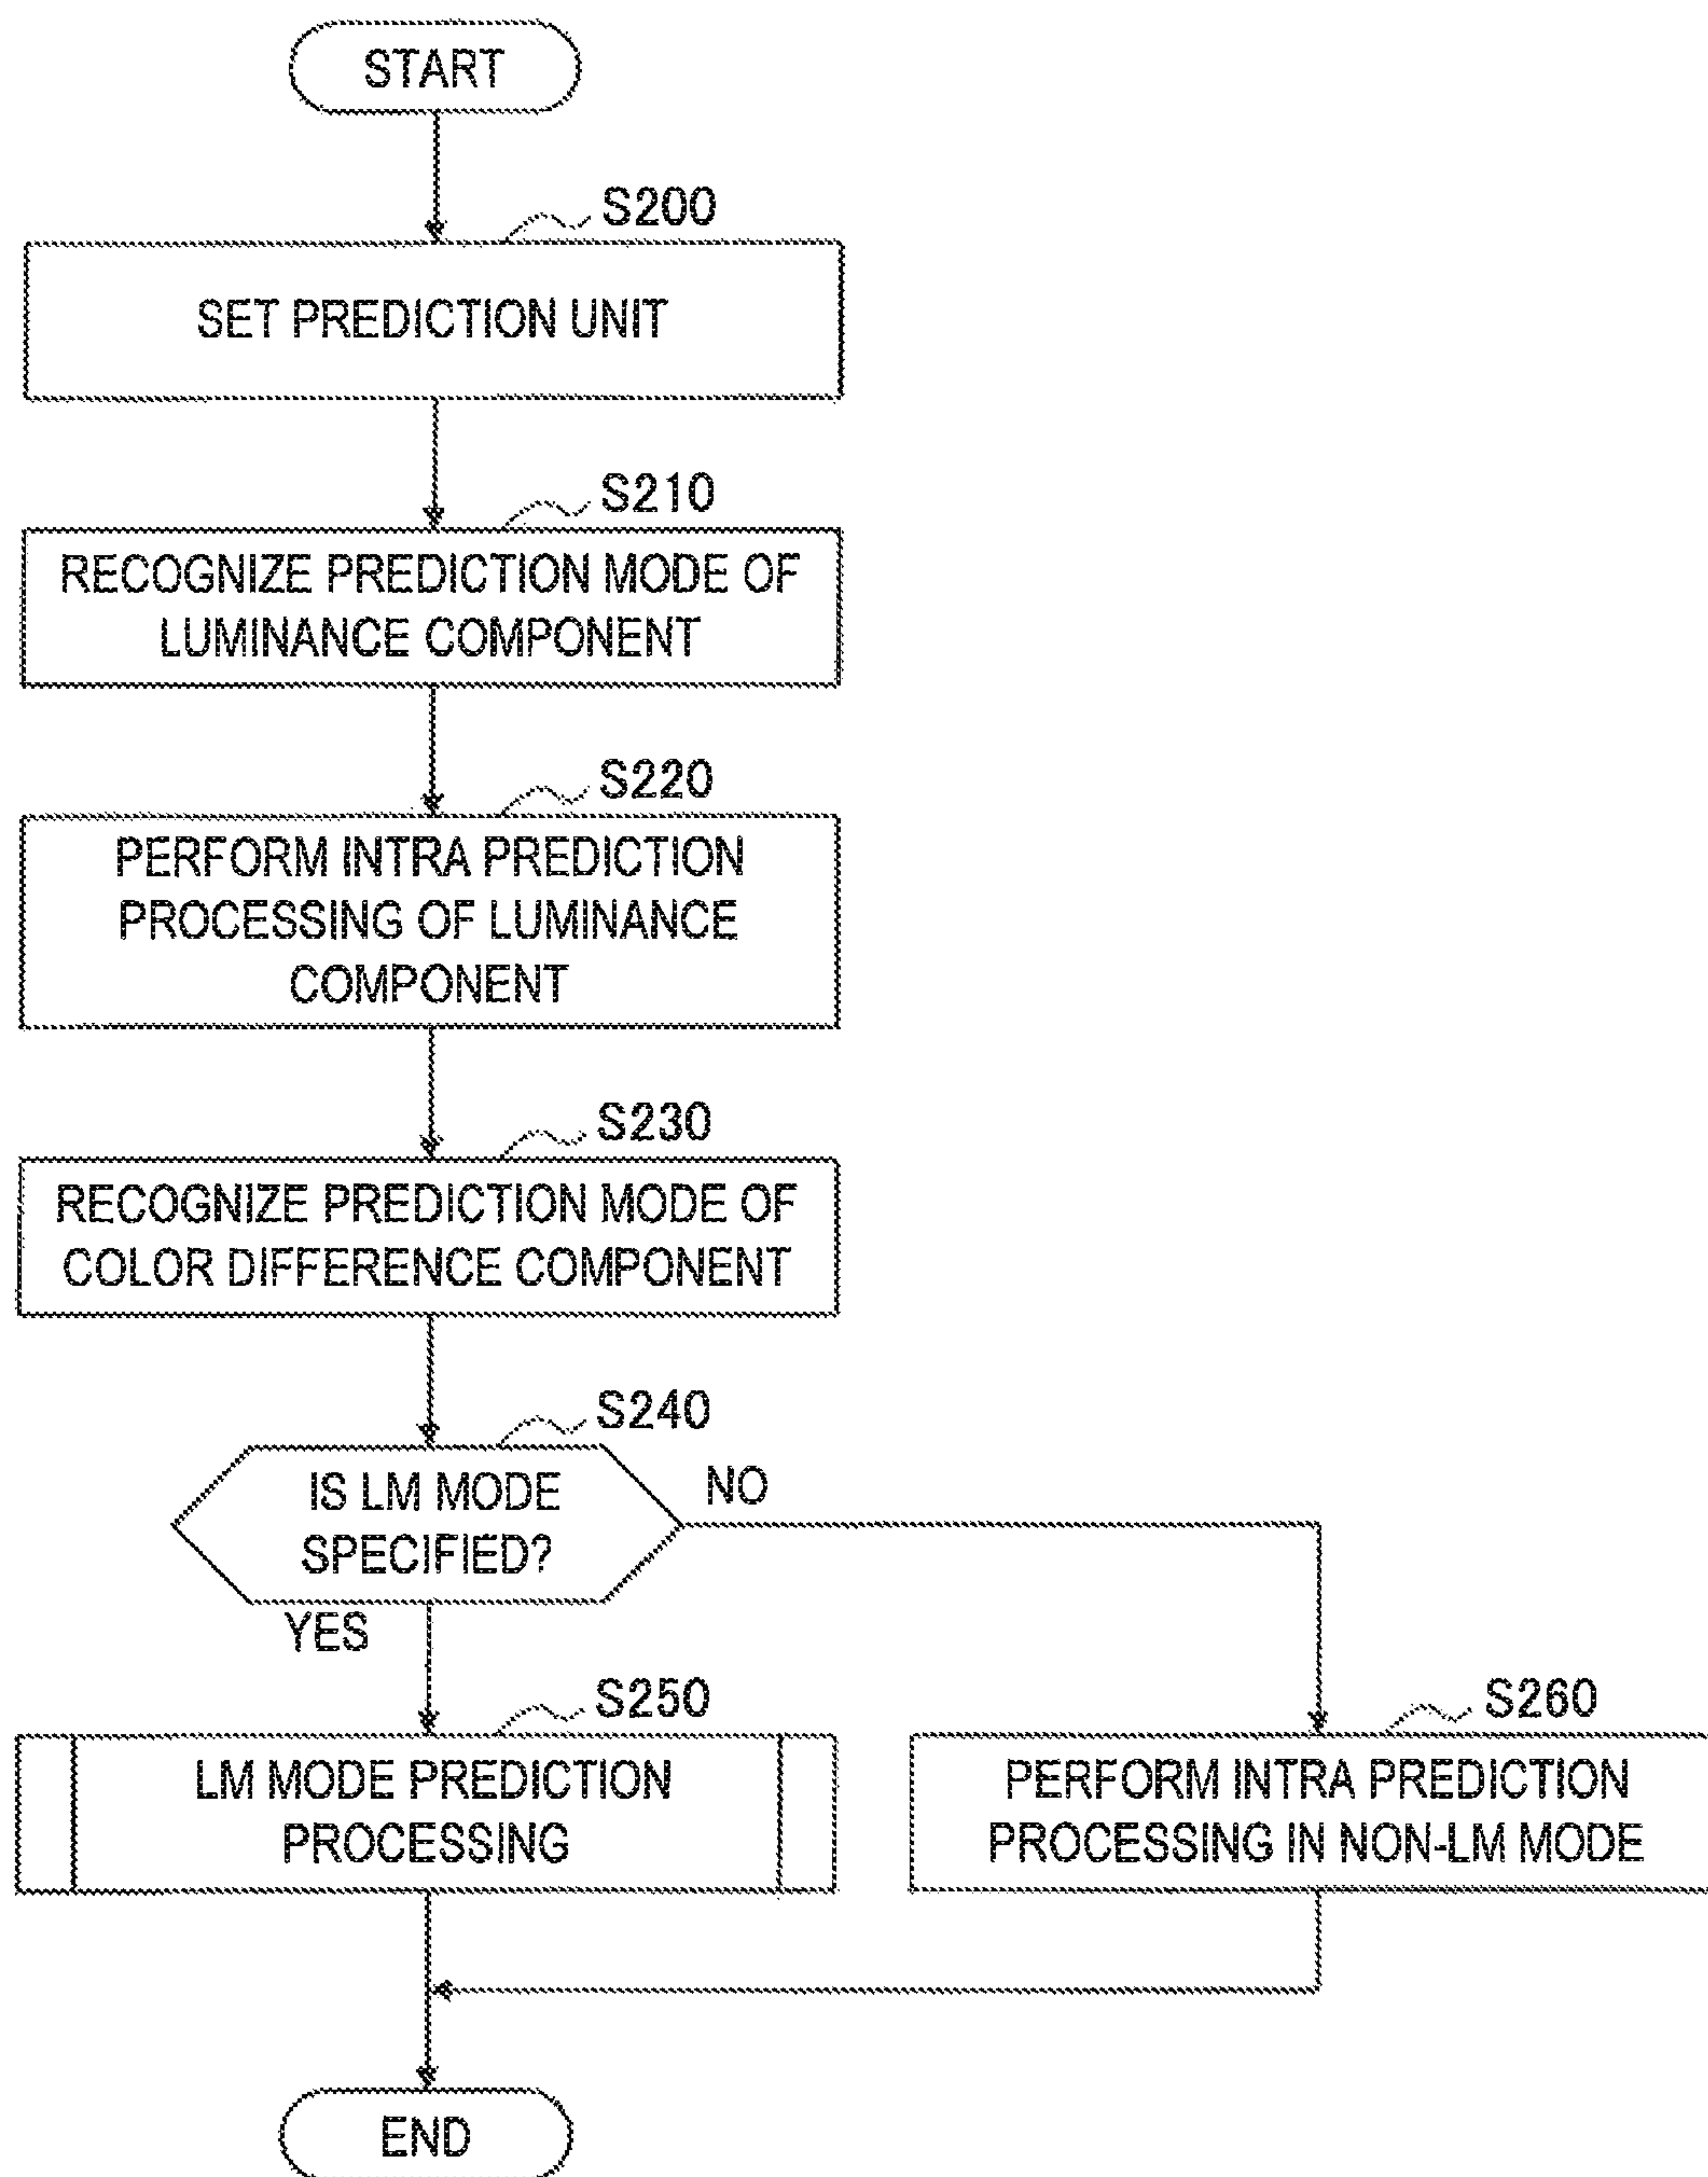 START
S200
SET PREDICTION UNIT
S210
RECOGNIZE PREDICTION MODE OF
LUMINANCE COMPONENT
S220
PERFORM INTRA PREDICTION
PROCESSING OF LUMINANCE
COMPONENT
S230
RECOGNIZE PREDICTION MODE OF
COLOR DIFFERENCE COMPONENT
S240
IS LM MODE
SPECIFIED?
NO
YES
S250
LM MODE PREDICTION
PROCESSING
S260
PERFORM INTRA PREDICTION
PROCESSING IN NON-LM MODE
END